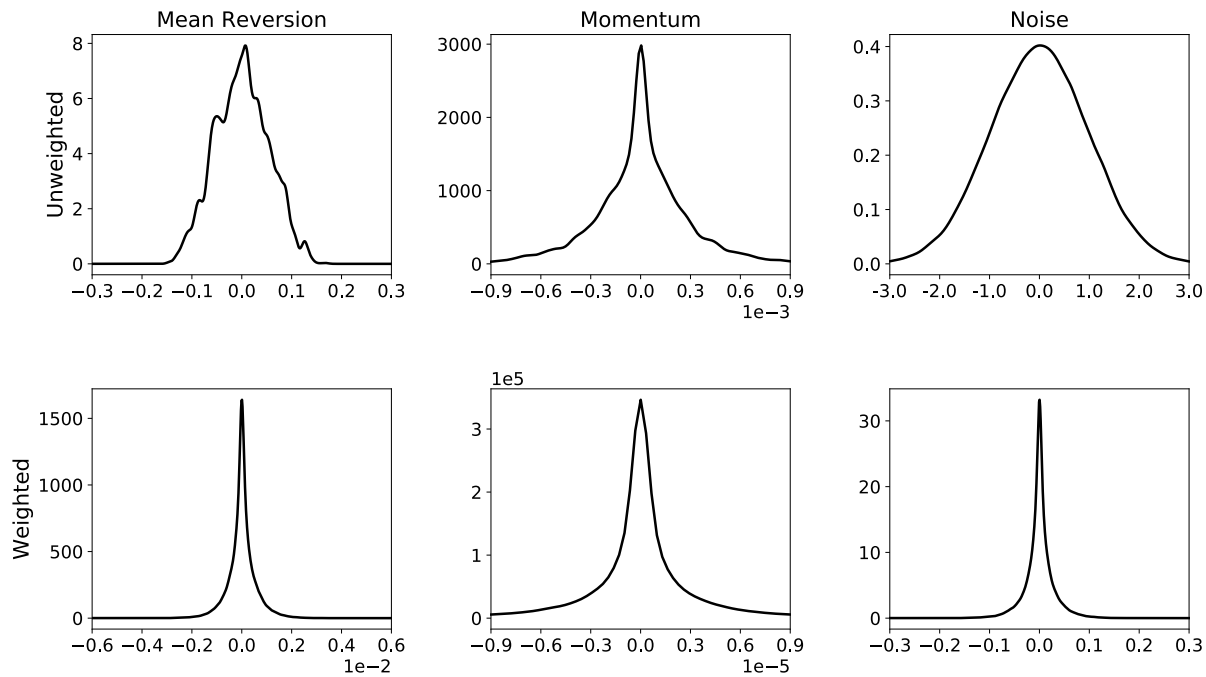 Mean Reversion
Momentum
Noise
Unweighted
8
6
4
2
0
−0.3 −0.2 −0.1 0.0 0.1 0.2 0.3
3000
2000
1000
0
−0.9 −0.6 −0.3 0.0 0.3 0.6 0.9
1e−3
0.4
0.3
0.2
0.1
0.0
-3.0 -2.0 -1.0 0.0 1.0 2.0 3.0
Weighted
1500
1000
500
0
−0.6 −0.4 −0.2 0.0 0.2 0.4 0.6
1e−2
1e5
3
2
1
0
−0.9 −0.6 −0.3 0.0 0.3 0.6 0.9
1e−5
30
20
10
0
−0.3 −0.2 −0.1 0.0 0.1 0.2 0.3